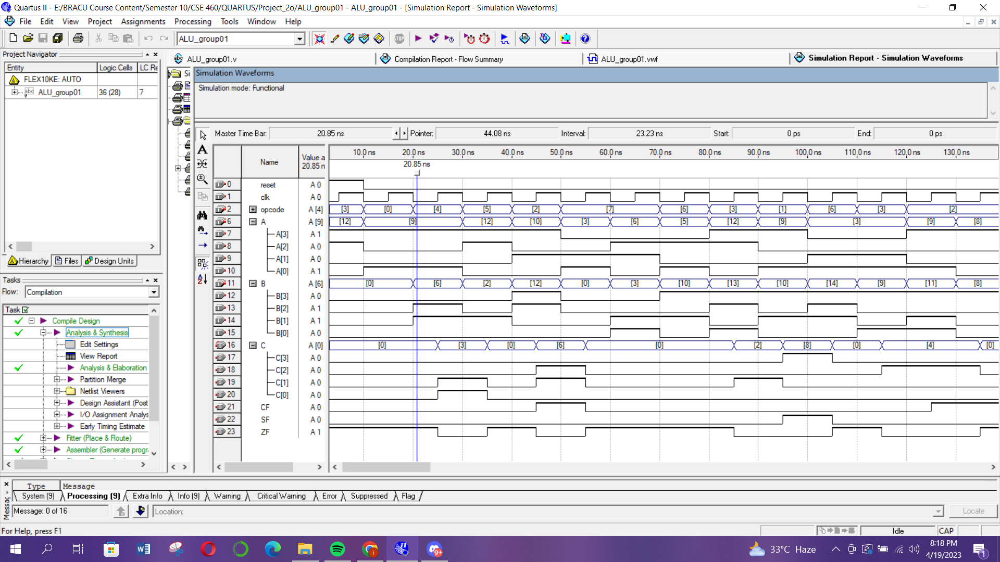 Quartus II - E:/BRACU Course Content/Semester 10/CSE 460/QUARTUS/Project_2o/ALU_group01 - ALU_group01 - [Simulation Report - Simulation Waveforms]
File Edit View Project Assignments Processing Tools Window Help
ALU_group01
STOP
Project Navigator
Entity Logic Cells LC Re
FLEX10KE: AUTO
ALU_group01 36 (28) 7
Hierarchy Files Design Units
Tasks
Flow: Compilation
Task
Compile Design
Analysis & Synthesis
Edit Settings
View Report
Analysis & Elaboration
Partition Merge
Netlist Viewers
Design Assistant (Post
I/O Assignment Analys
Early Timing Estimate
Fitter (Place & Route)
Assembler (Generate progr
ALU_group01.v Compilation Report - Flow Summary ALU_group01.vwf Simulation Report - Simulation Waveforms
Si
Simulation Waveforms
Simulation mode: Functional
Master Time Bar: 20.85 ns Pointer: 44.08 ns Interval: 23.23 ns Start: 0 ps End: 0 ps
Name Value a 20.85 n
10.0 ns 20.0 ns 30.0 ns 40.0 ns 50.0 ns 60.0 ns 70.0 ns 80.0 ns 90.0 ns 100.0 ns 110.0 ns 120.0 ns 130.0 ns
20.85 ns
0 reset A 0
1 clk A 0
2 opcode A [4] [3] [0] [4] [5] [2] [7] [6] [3] [1] [6] [3] [2]
6 A A [9] [12] [9] [12] [10] [3] [6] [5] [12] [9] [3] [9] [8]
7 A[3] A 1
8 A[2] A 0
9 A[1] A 0
10 A[0] A 1
11 B A [6] [0] [6] [2] [12] [0] [3] [10] [13] [10] [14] [9] [11] [8]
12 B[3] A 0
13 B[2] A 1
14 B[1] A 1
15 B[0] A 0
16 C A [0] [0] [3] [0] [6] [0] [2] [8] [0] [4] [0]
17 C[3] A 0
18 C[2] A 0
19 C[1] A 0
20 C[0] A 0
21 CF A 0
22 SF A 0
23 ZF A 1
Type Message
System (9) Processing (9) Extra Info Info (9) Warning Critical Warning Error Suppressed Flag
Messag
Message: 0 of 16 Location: Locate
For Help, press F1 Idle CAP
33°C Haze
8:18 PM
4/19/2023
9+
1